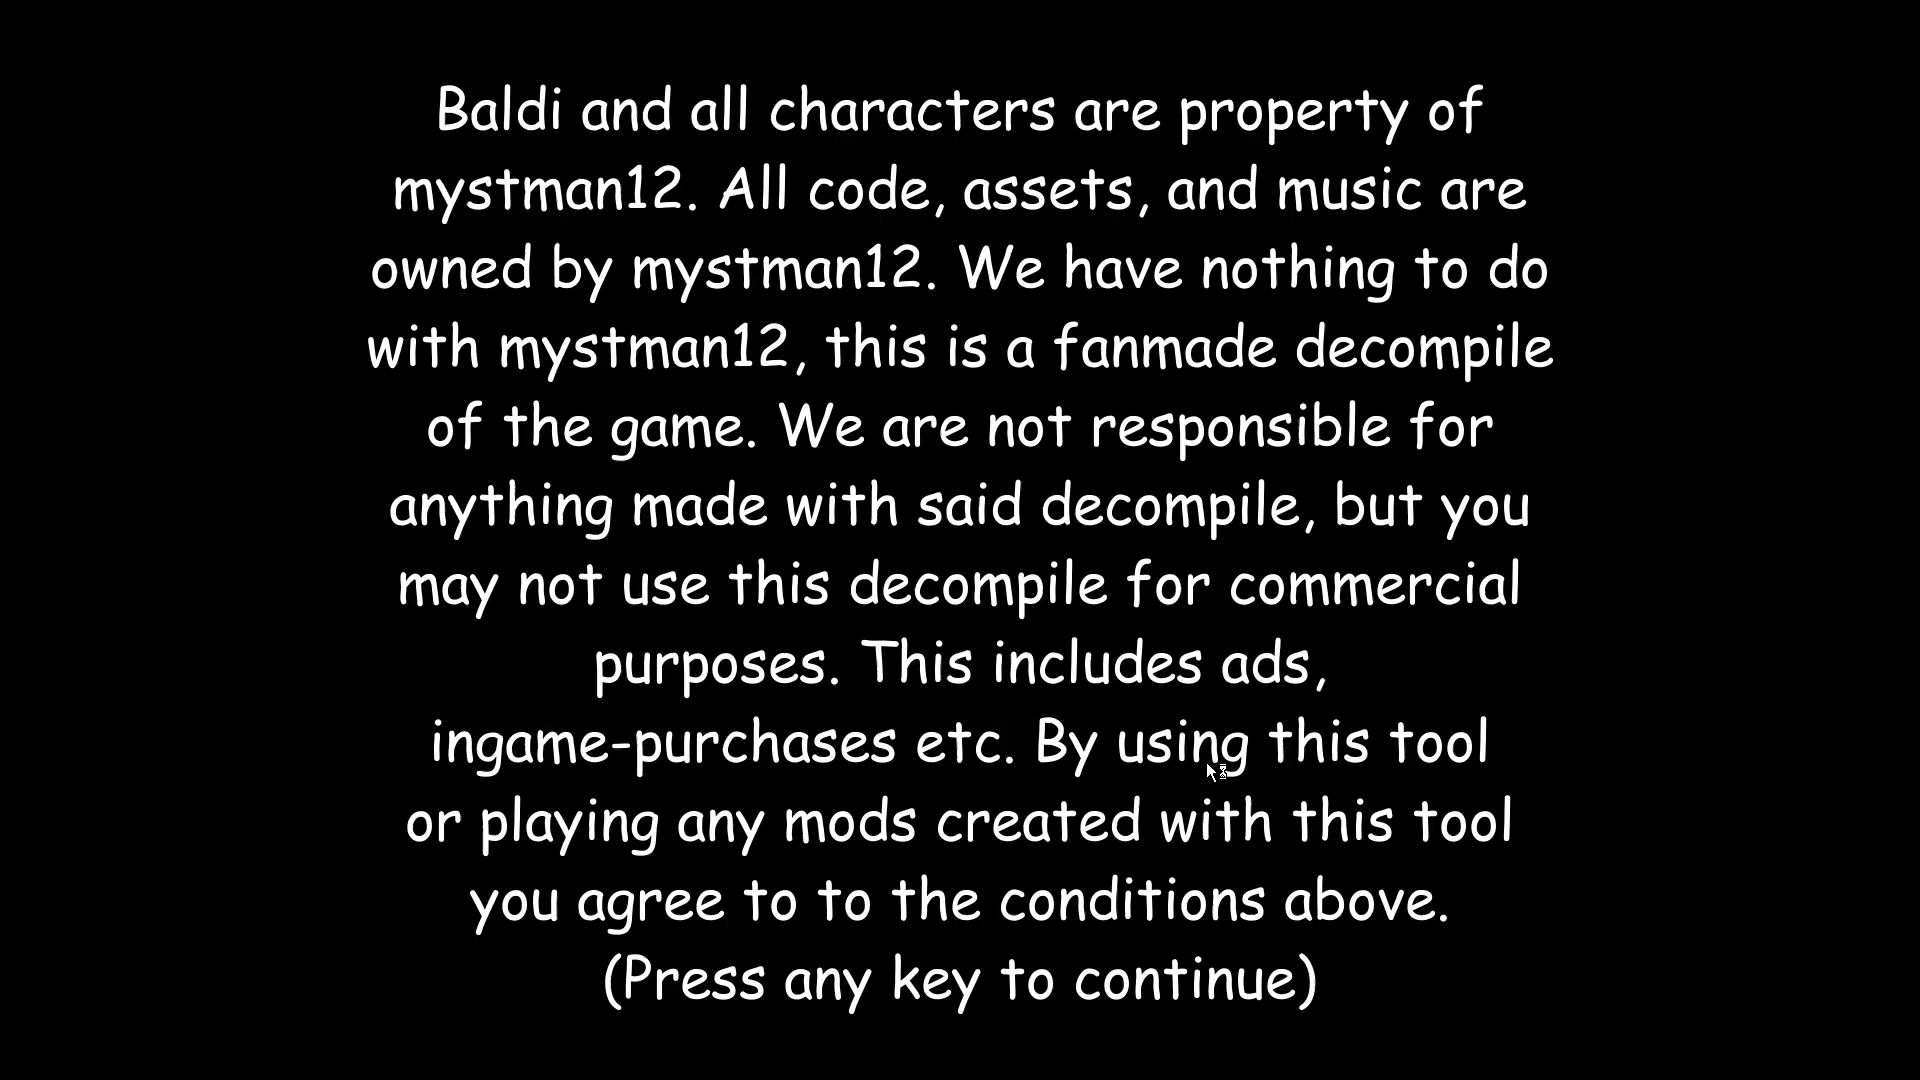 Baldi and all characters are property of
mystman12. All code, assets, and music are
owned by mystman12. We have nothing to do
with mystman12, this is a fanmade decompile
of the game. We are not responsible for
anything made with said decompile, but you
may not use this decompile for commercial
purposes. This includes ads,
ingame-purchases etc. By using this tool
or playing any mods created with this tool
you agree to to the conditions above.
(Press any key to continue)